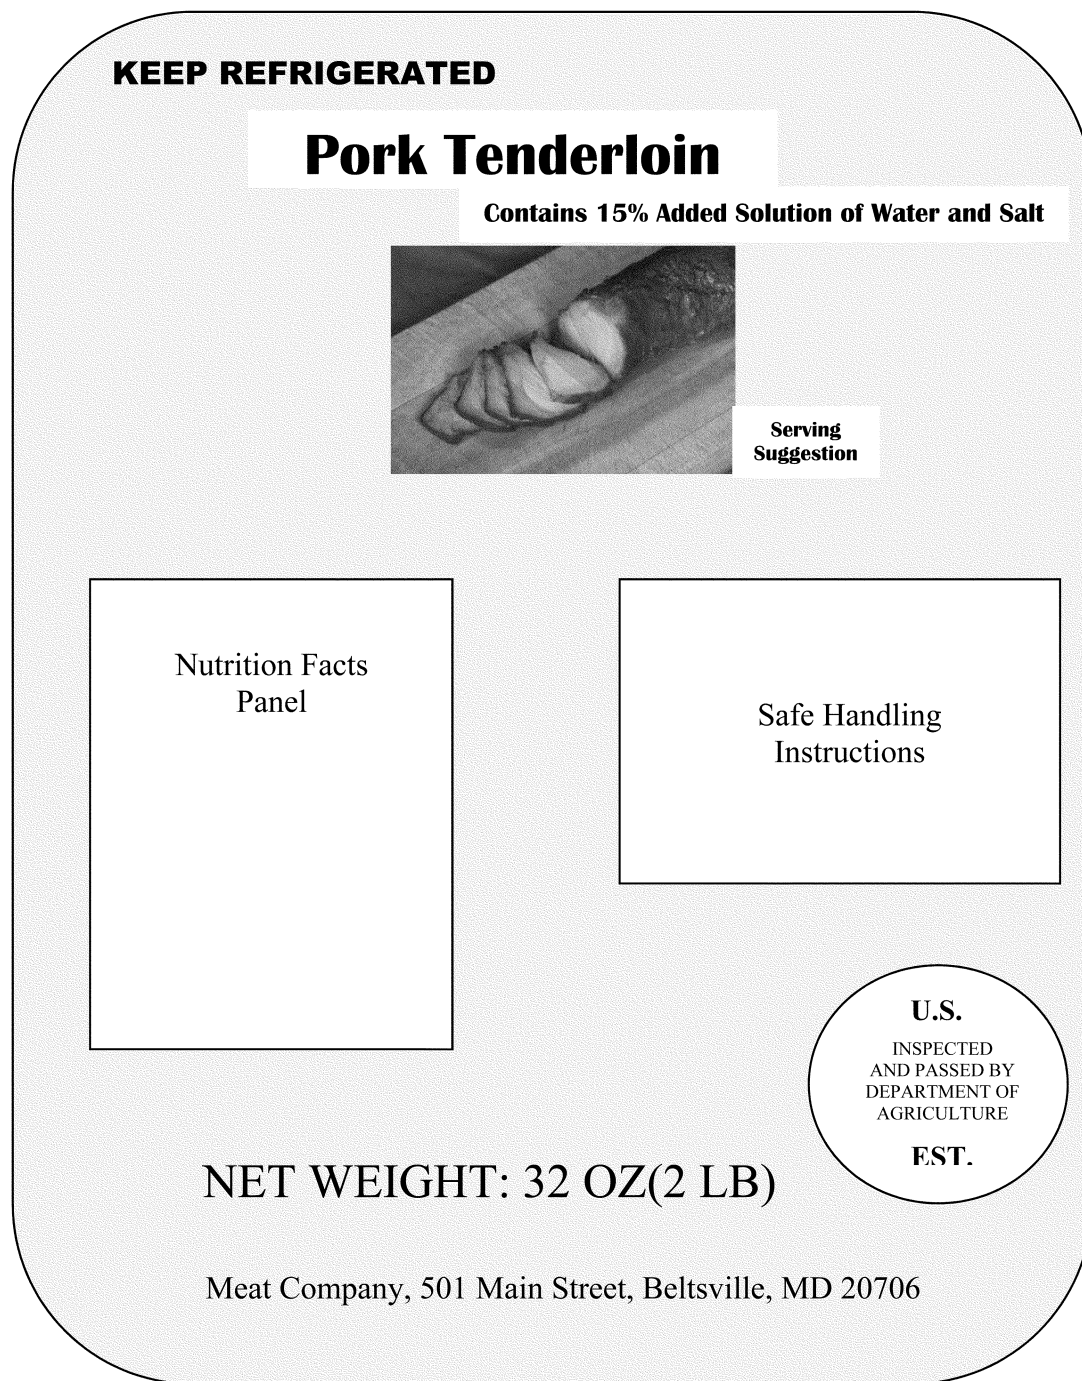 KEEP REFRIGERATED
Pork Tenderloin
Contains 15% Added Solution of Water and Salt
Serving
Suggestion
Nutrition Facts
Panel
Safe Handling
Instructions
U.S.
INSPECTED
AND PASSED BY
DEPARTMENT OF
AGRICULTURE
EST.
NET WEIGHT: 32 OZ(2 LB)
Meat Company, 501 Main Street, Beltsville, MD 20706